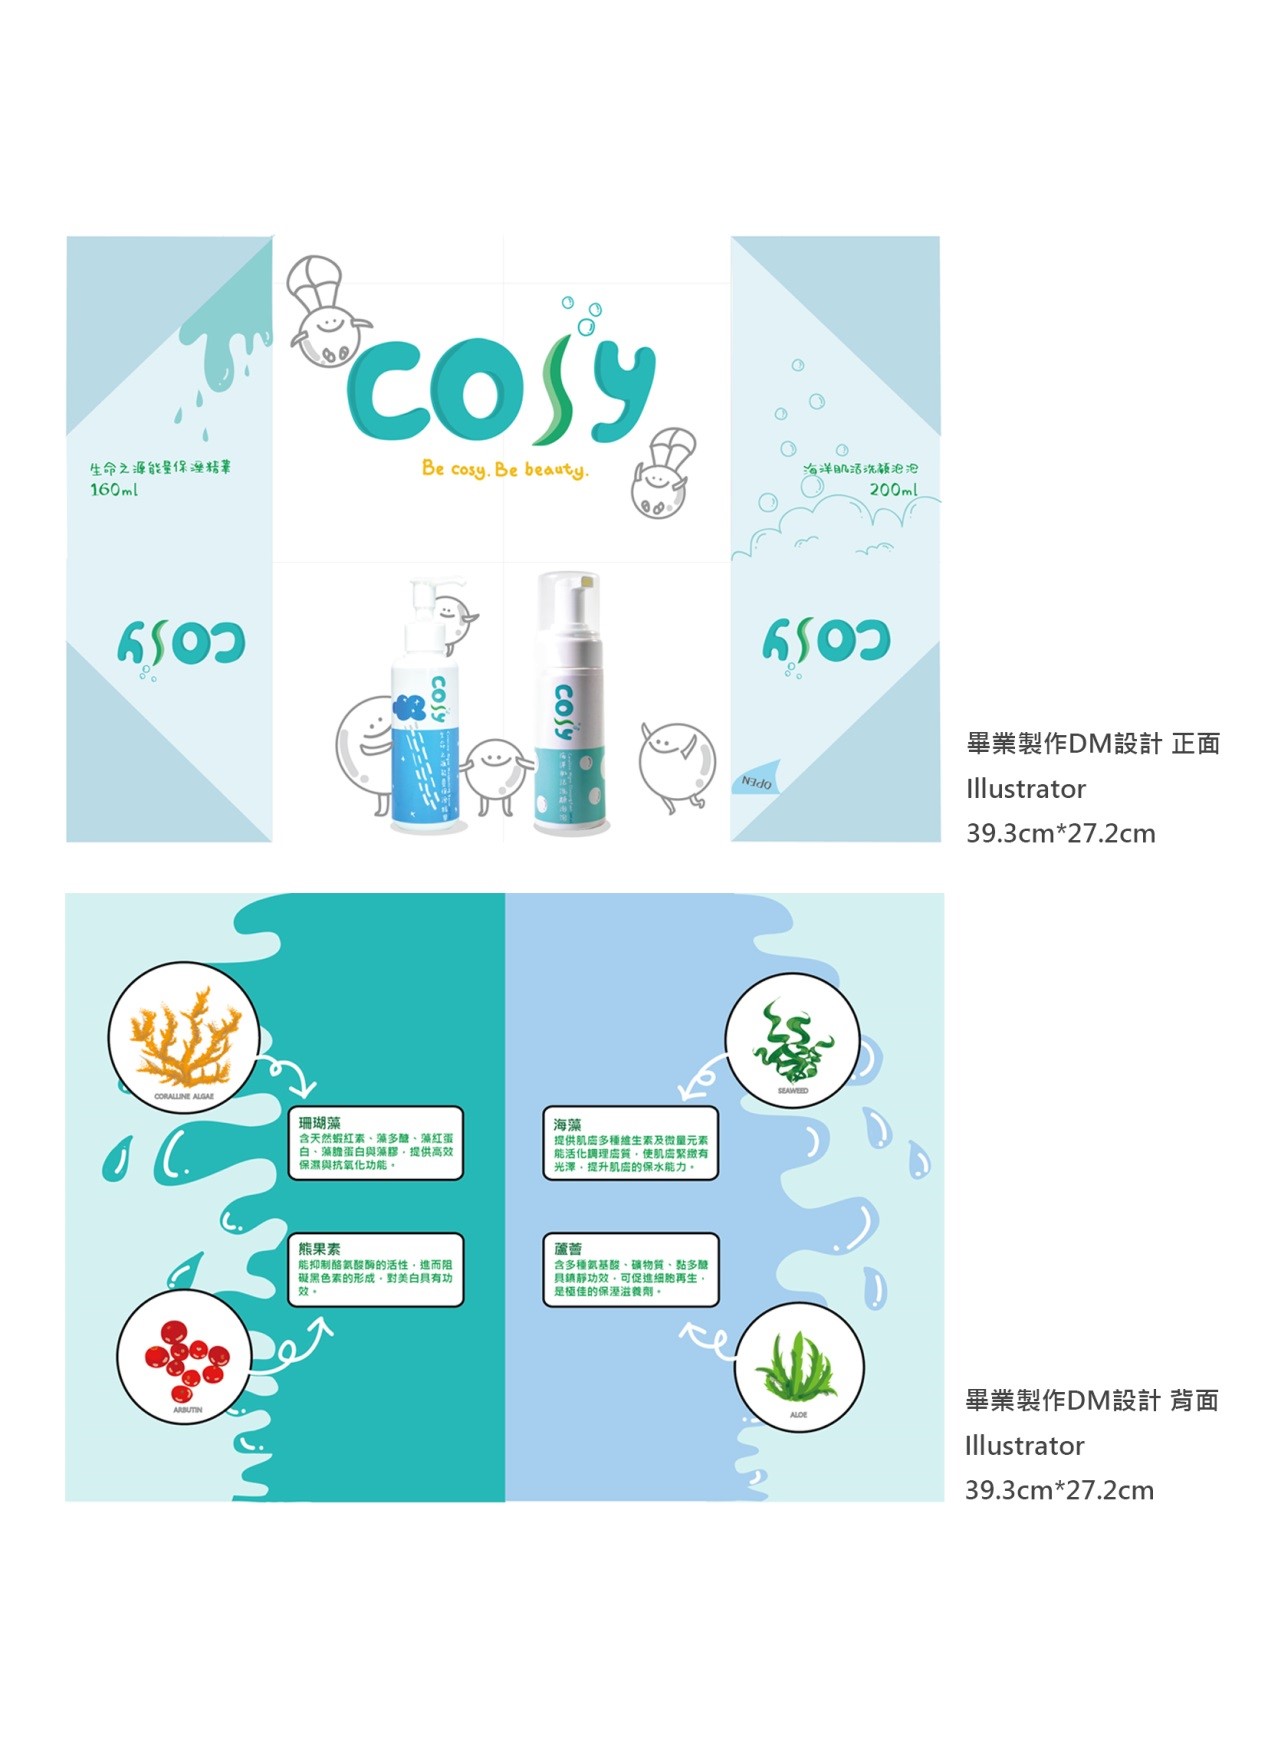 cosy
Be cosy. Be beauty.
生命之源能量保濕精華
160ml
海洋肌活洗顏泡泡
200ml
cosy
cosy
cosy
cosy
OPEN
畢業製作DM設計 正面
Illustrator
39.3cm*27.2cm
CORALLINE ALGAE
珊瑚藻
含天然蝦紅素、藻多醣、藻紅蛋
白、藻膽蛋白與藻膠，提供高效
保濕與抗氧化功能。
SEAWEED
海藻
提供肌膚多種維生素及微量元素
能活化調理膚質，使肌膚緊緻有
光澤，提升肌膚的保水能力。
熊果素
能抑制酪氨酸酶的活性，進而阻
礙黑色素的形成，對美白具有功
效。
ARBUTIN
蘆薈
含多種氨基酸、礦物質、黏多醣
具鎮靜功效，可促進細胞再生，
是極佳的保溼滋養劑。
ALOE
畢業製作DM設計 背面
Illustrator
39.3cm*27.2cm